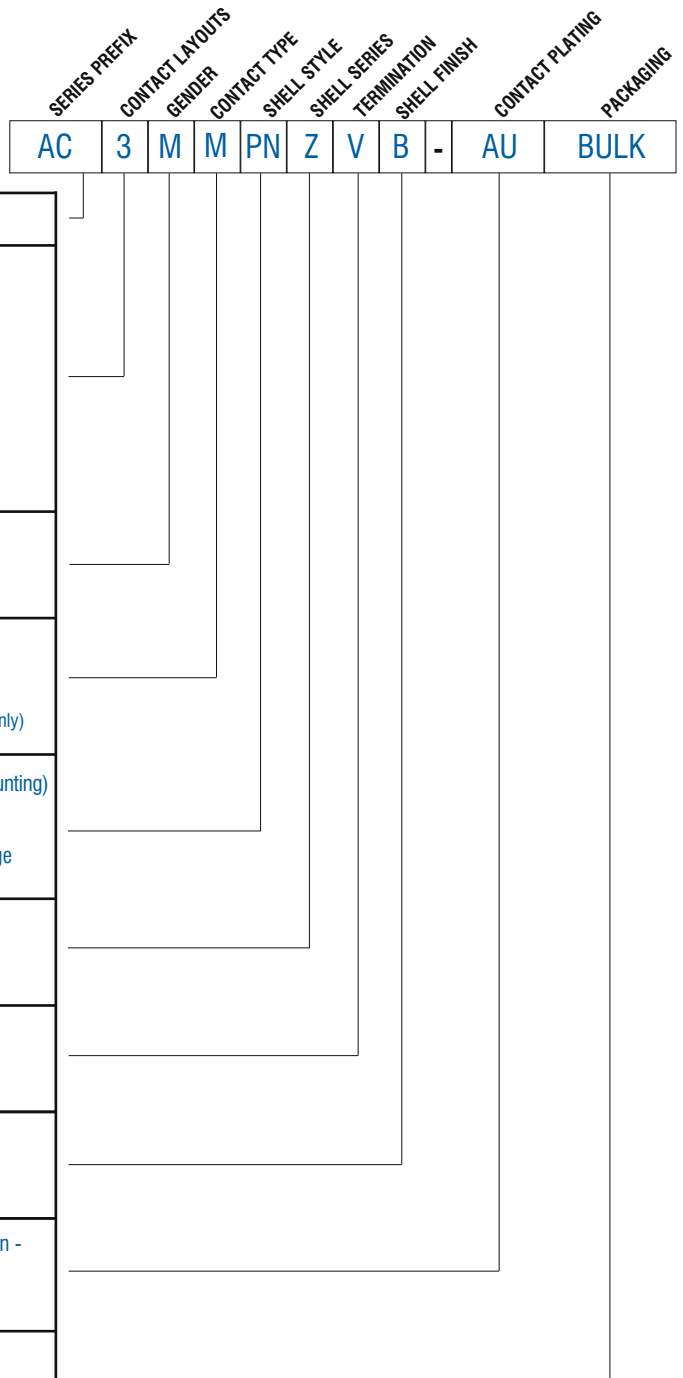 SERIES PREFIX
CONTACT LAYOUTS
GENDER
CONTACT TYPE
SHELL STYLE
SHELL SERIES
TERMINATION
SHELL FINISH
CONTACT PLATING
PACKAGING
AC 3 M M PN Z V B - AU BULK
nly)
unting)
ge
n -